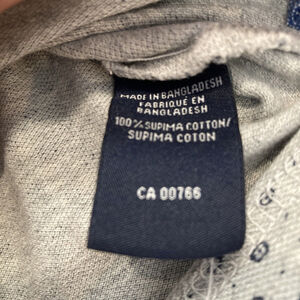 MADE IN BANGLADESH
FABRIQUÉ EN
BANGLADESH
100% SUPIMA COTTON/
SUPIMA COTON
CA 00766